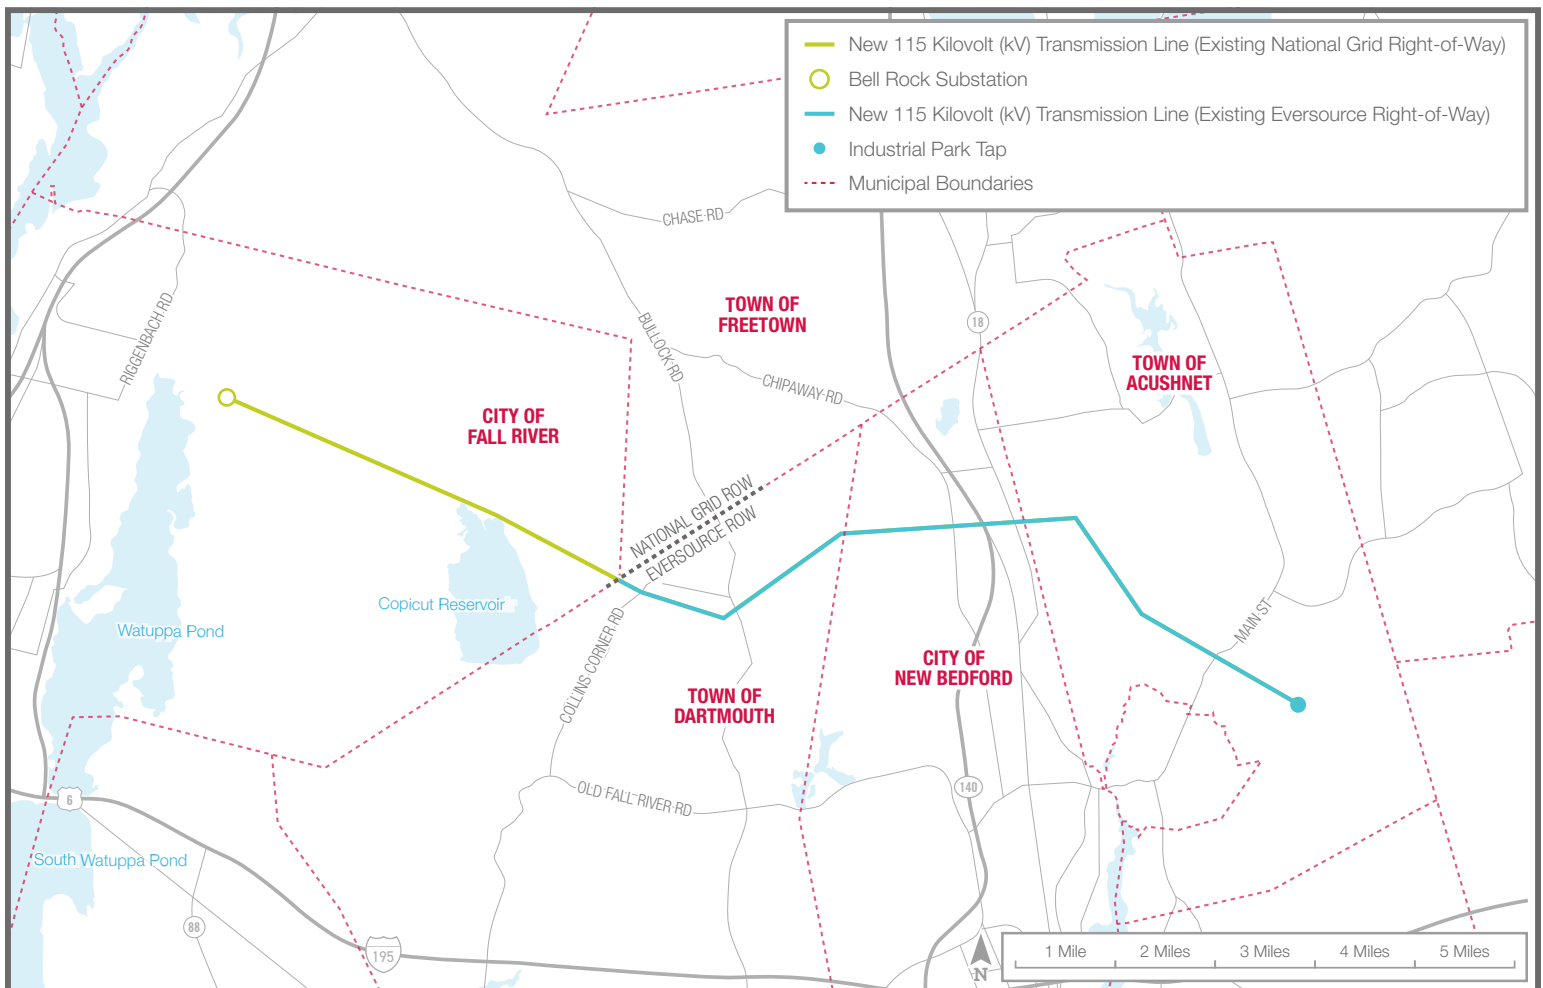 New 115 Kilovolt (kV) Transmission Line (Existing National Grid Right-of-Way)
Bell Rock Substation
New 115 Kilovolt (kV) Transmission Line (Existing Eversource Right-of-Way)
Industrial Park Tap
Municipal Boundaries
CHASE RD
RIGGENBACH RD
BULLOCK RD
TOWN OF
FREETOWN
18
CHIPAWAY RD
TOWN OF
ACUSHNET
CITY OF
FALL RIVER
NATIONAL GRID ROW
EVERSOURCE ROW
Copicut Reservoir
Watuppa Pond
COLLINS CORNER RD
MAIN ST
CITY OF
NEW BEDFORD
TOWN OF
DARTMOUTH
OLD FALL RIVER RD
140
6
South Watuppa Pond
88
195
N
1 Mile
2 Miles
3 Miles
4 Miles
5 Miles